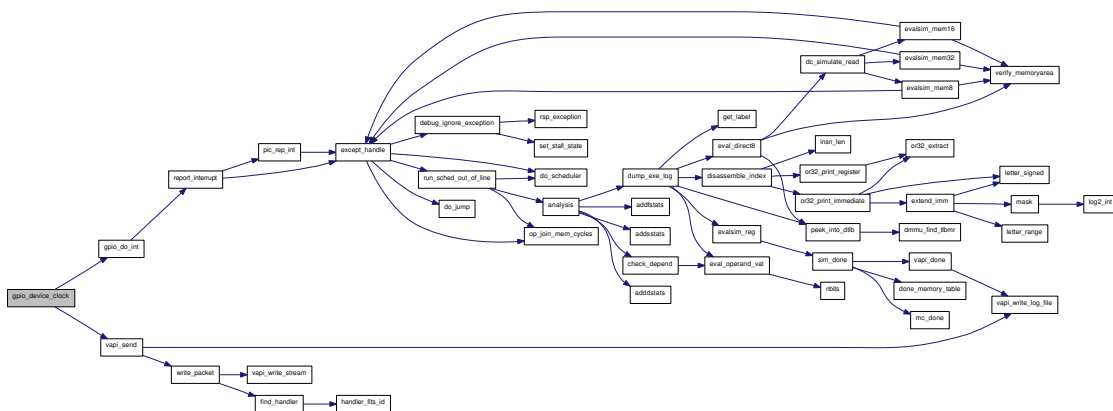 evalsim_mem16
evalsim_mem32
dc_simulate_read
verify_memoryarea
evalsim_mem8
get_label
rsp_exception
debug_ignore_exception
insn_len
or32_extract
set_stall_state
eval_direct8
pic_rep_int
except_handle
or32_print_register
letter_signed
report_interrupt
run_sched_out_of_line
do_scheduler
dump_exe_log
disassemble_index
or32_print_immediate
extend_imm
mask
log2_int
do_jump
analysis
addfstats
peek_into_dtlb
dmmu_find_tlbmr
letter_range
addsstats
evalsim_reg
op_join_mem_cycles
gpio_do_int
check_depend
eval_operand_val
sim_done
vapi_done
adddstats
nbits
done_memory_table
gpio_device_clock
vapi_write_log_file
mc_done
vapi_send
write_packet
vapi_write_stream
find_handler
handler_fits_id